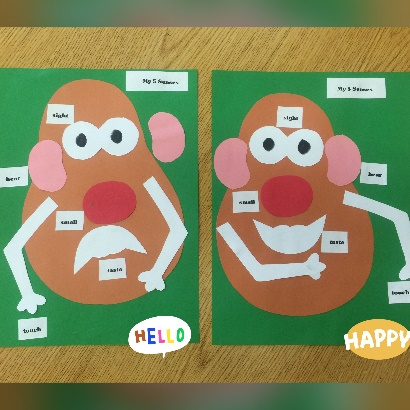 My 5 Senses
sight
hear
smell
taste
touch
HELLO
My 5 Senses
sight
hear
smell
taste
touch
HAPPY